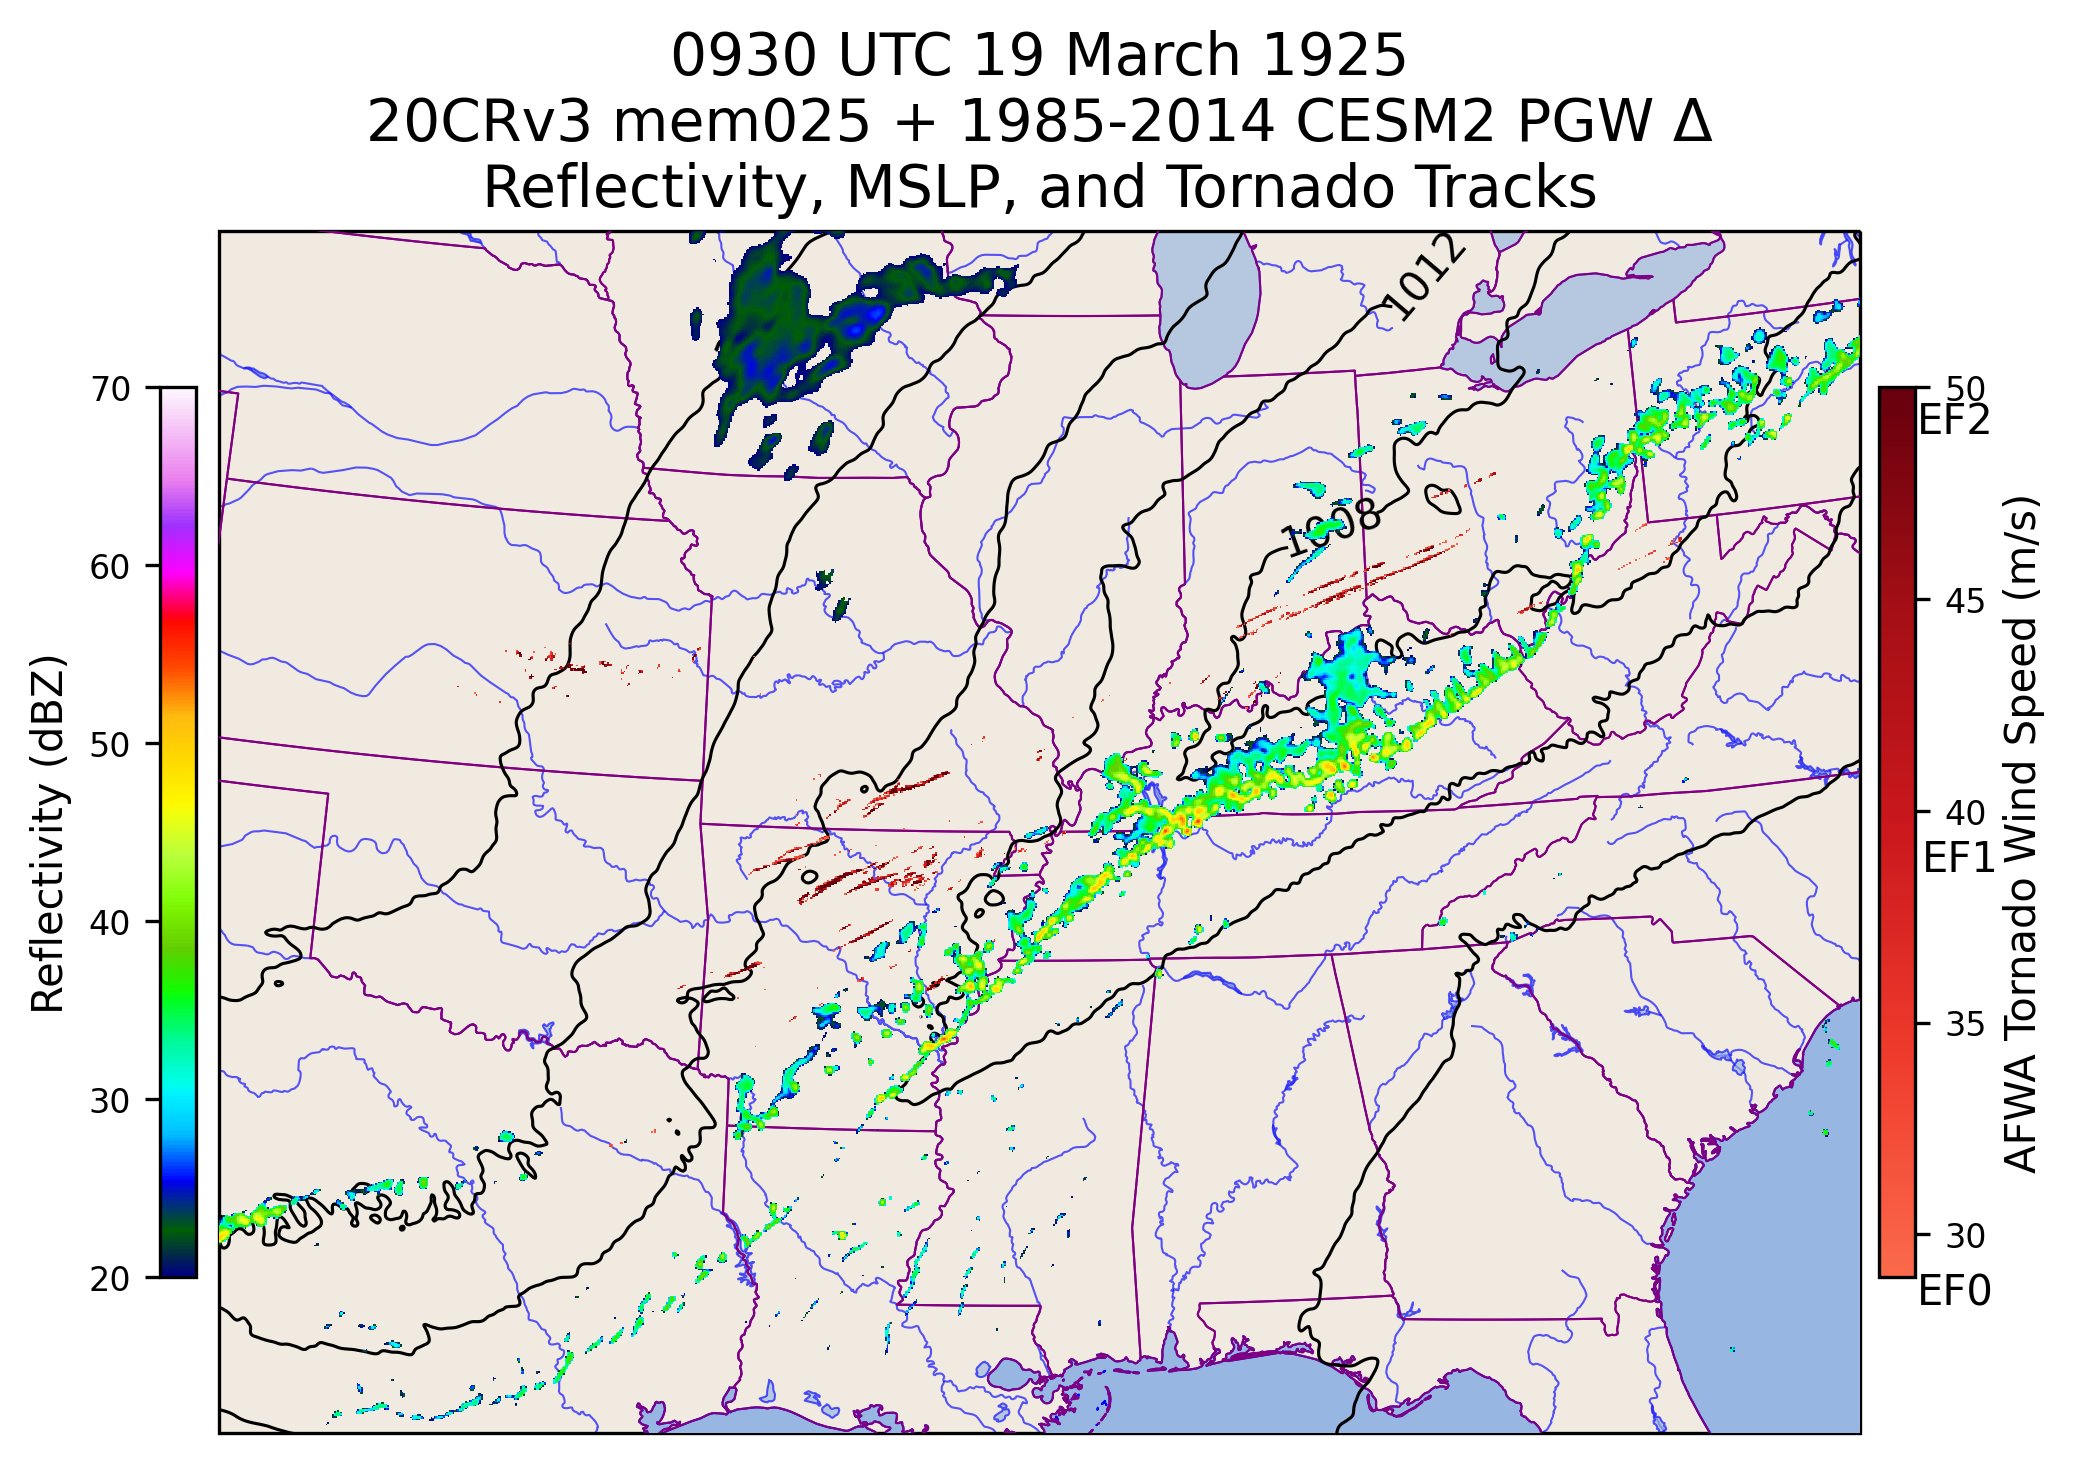 0930 UTC 19 March 1925
20CRv3 mem025 + 1985-2014 CESM2 PGW Δ
Reflectivity, MSLP, and Tornado Tracks
1012
1008
70
60
50
40
30
20
Reflectivity (dBZ)
50
EF2
45
40
EF1
35
30
EF0
AFWA Tornado Wind Speed (m/s)